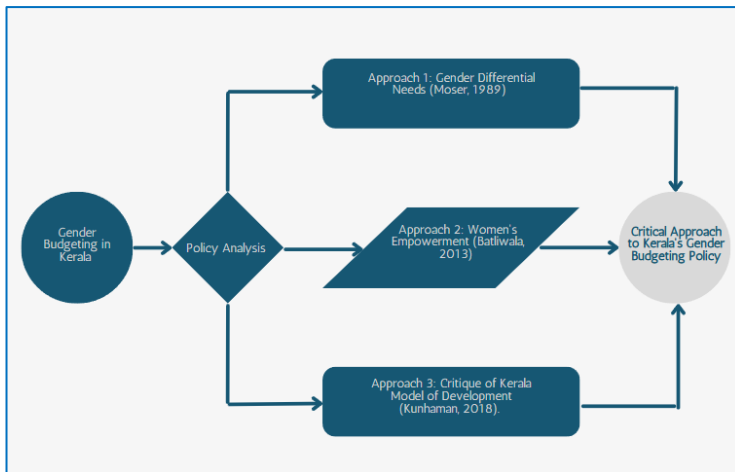 Approach 1: Gender Differential
Needs (Moser, 1989)
Gender
Budgeting in
Kerala
Policy Analysis
Approach 2: Women's
Empowerment (Batliwala,
2013)
Critical Approach
to Kerala's Gender
Budgeting Policy
Approach 3: Critique of Kerala
Model of Development
(Kunhaman, 2018).